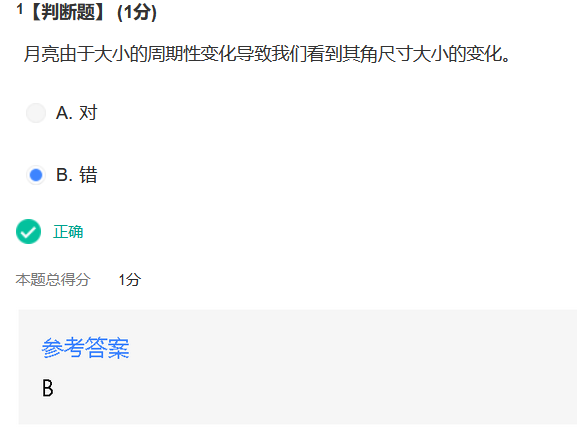 1【判断题】 (1分)
月亮由于大小的周期性变化导致我们看到其角尺寸大小的变化。
A. 对
B. 错
正确
本题总得分 1分
参考答案
B